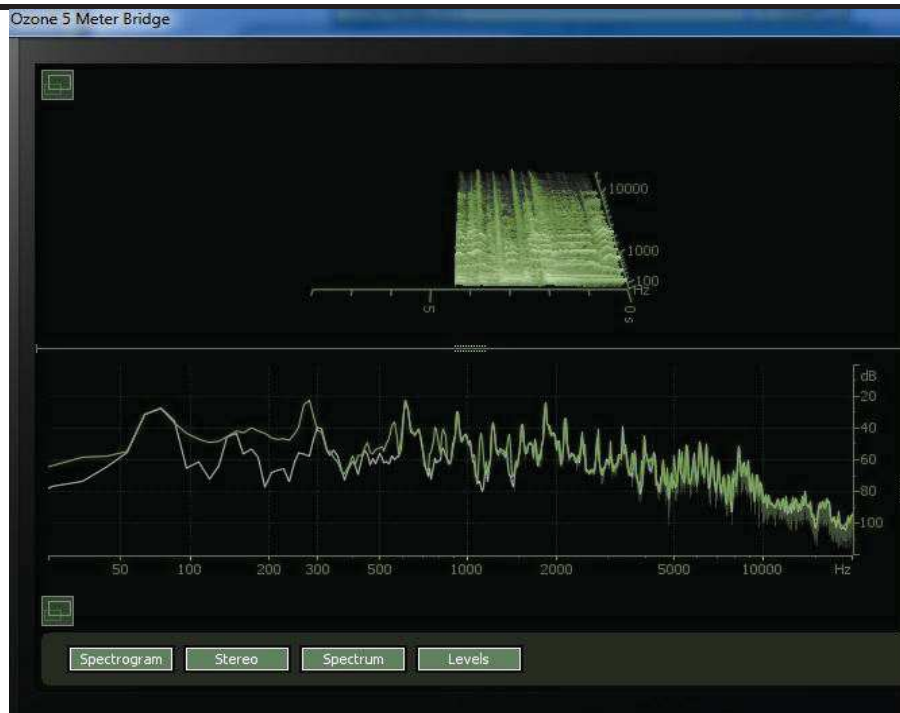 Ozone 5 Meter Bridge
10000
1000
100
Hz
5
0 s
dB
-20
-40
-60
-80
-100
50 100 200 300 500 1000 2000 5000 10000 Hz
Spectrogram Stereo Spectrum Levels